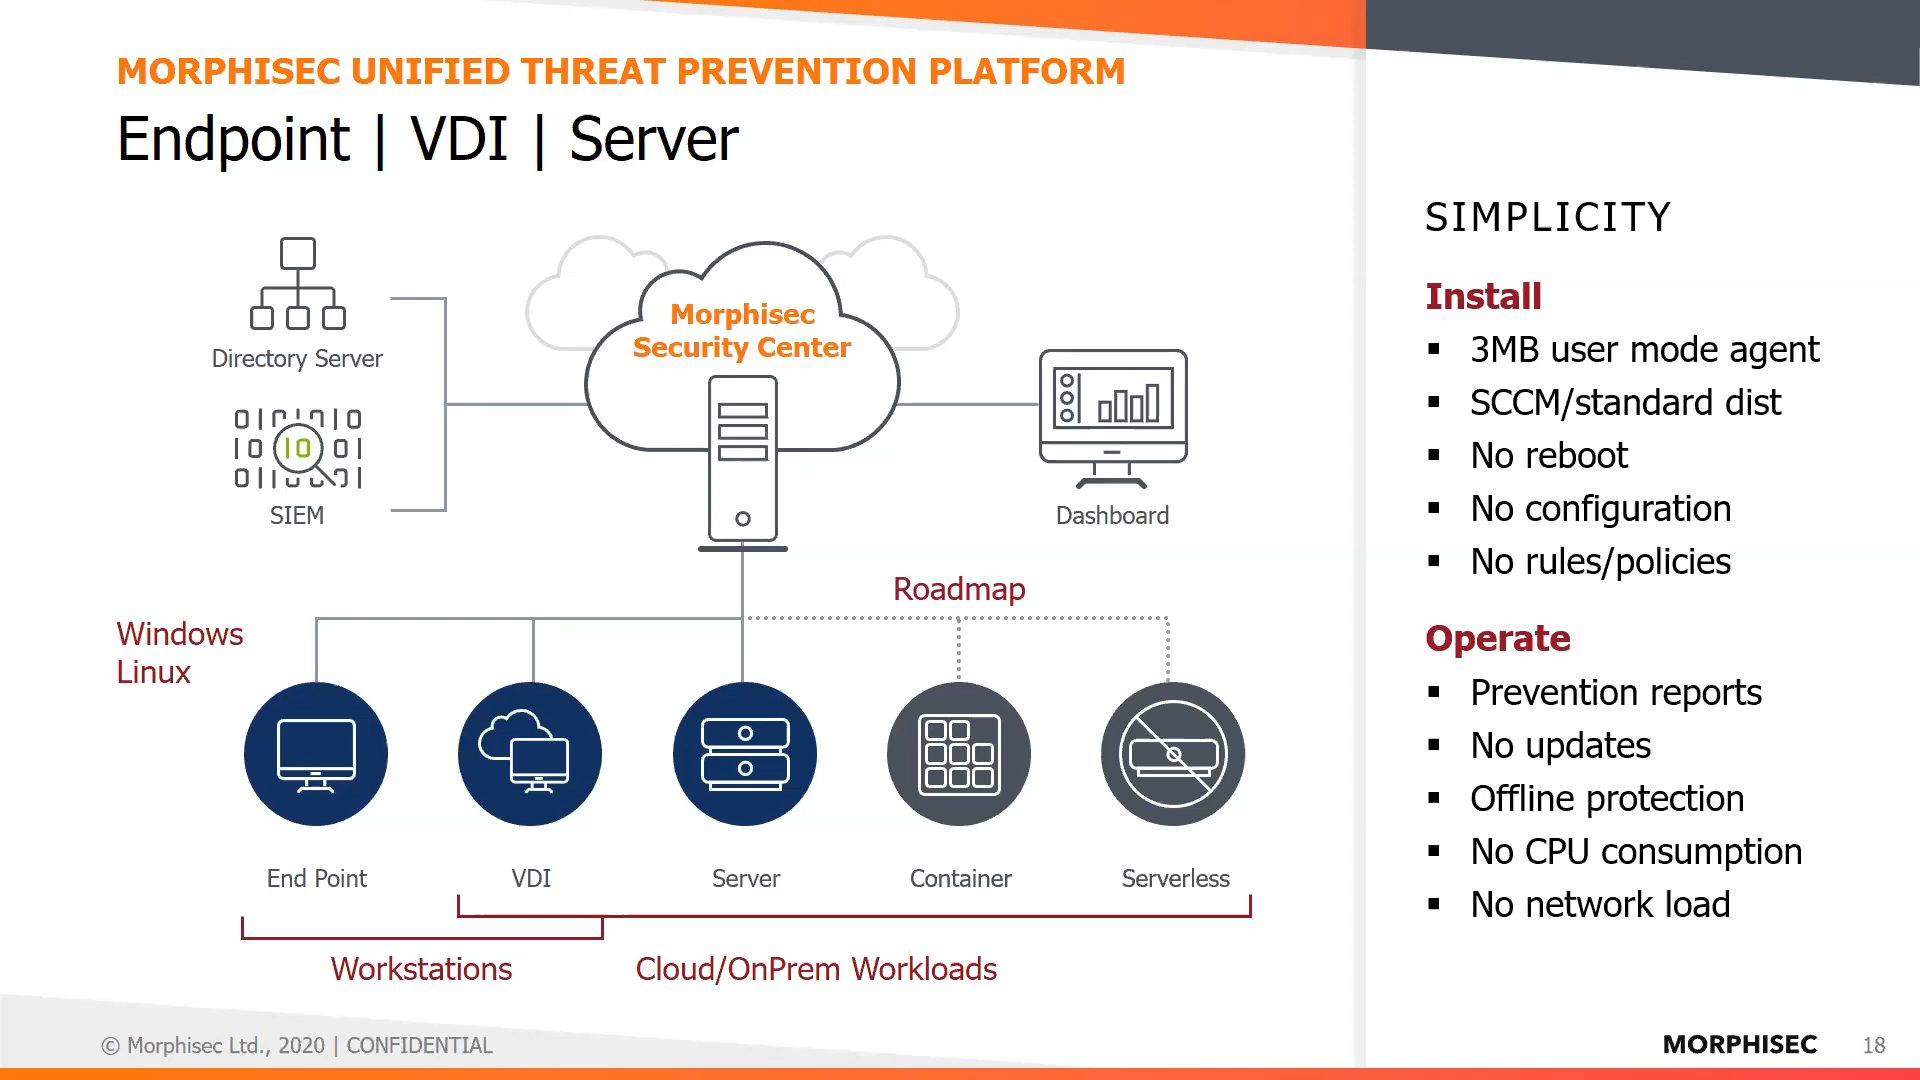 MORPHISEC UNIFIED THREAT PREVENTION PLATFORM
Endpoint | VDI | Server
Directory Server
SIEM
Morphisec
Security Center
Dashboard
Roadmap
Windows
Linux
End Point
VDI
Server
Container
Serverless
Workstations
Cloud/OnPrem Workloads
SIMPLICITY
Install
▪ 3MB user mode agent
▪ SCCM/standard dist
▪ No reboot
▪ No configuration
▪ No rules/policies
Operate
▪ Prevention reports
▪ No updates
▪ Offline protection
▪ No CPU consumption
▪ No network load
© Morphisec Ltd., 2020 | CONFIDENTIAL
MORPHISEC 18